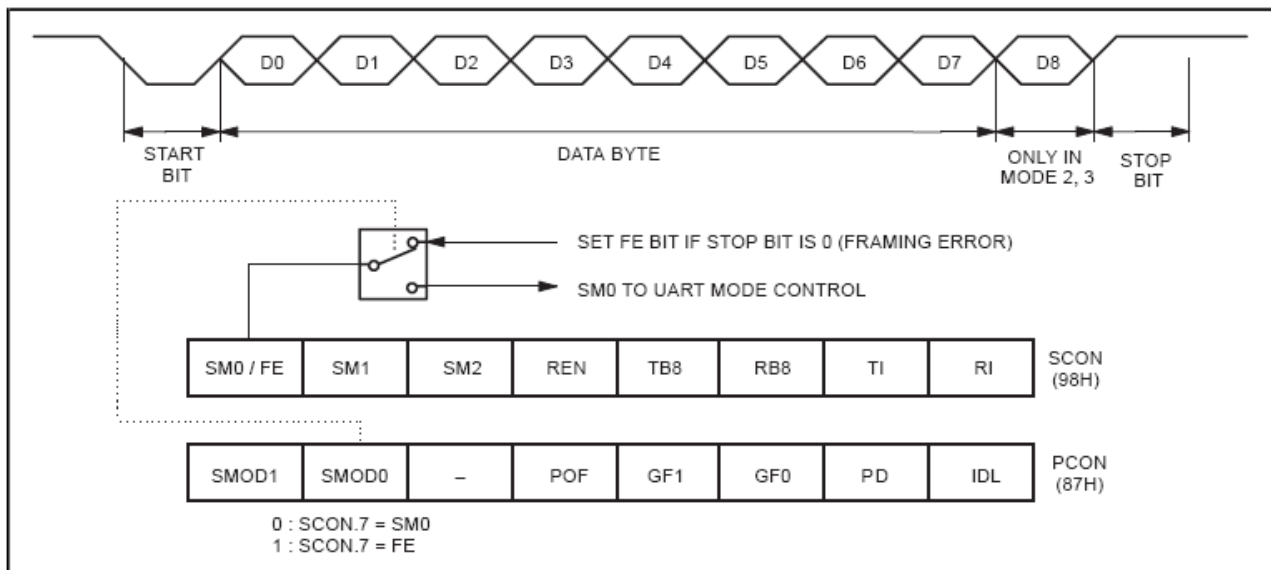 D0 D1 D2 D3 D4 D5 D6 D7 D8
START
BIT
DATA BYTE
ONLY IN
MODE 2, 3
STOP
BIT
SET FE BIT IF STOP BIT IS 0 (FRAMING ERROR)
SM0 TO UART MODE CONTROL
SM0 / FE SM1 SM2 REN TB8 RB8 TI RI
SCON
(98H)
SMOD1 SMOD0 – POF GF1 GF0 PD IDL
PCON
(87H)
0 : SCON.7 = SM0
1 : SCON.7 = FE